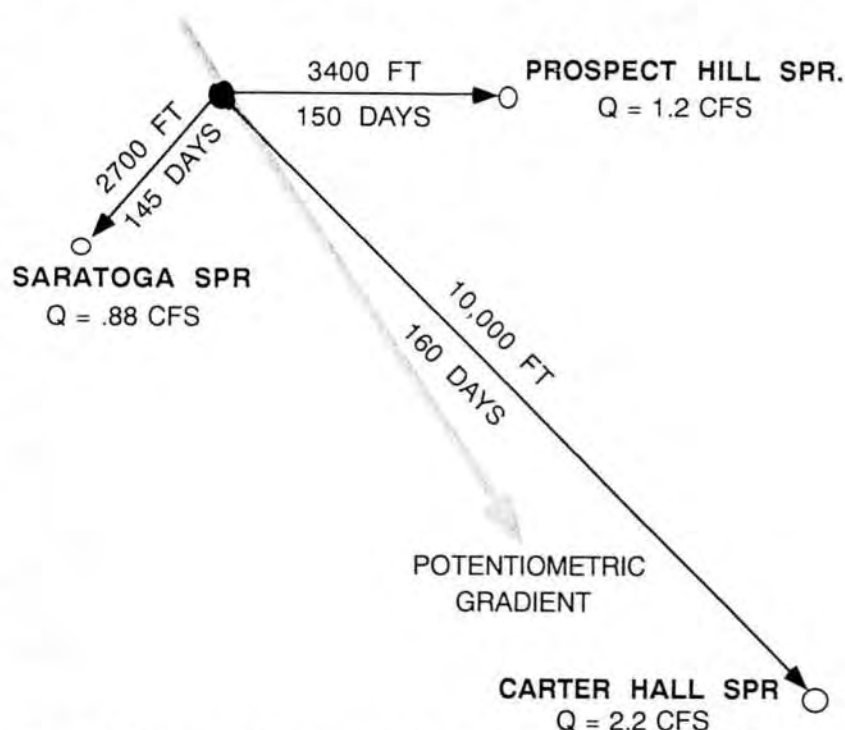 3400 FT
150 DAYS
PROSPECT HILL SPR.
Q = 1.2 CFS
2700 FT
145 DAYS
SARATOGA SPR
Q = .88 CFS
10,000 FT
160 DAYS
POTENTIOMETRIC
GRADIENT
CARTER HALL SPR
Q = 2.2 CFS